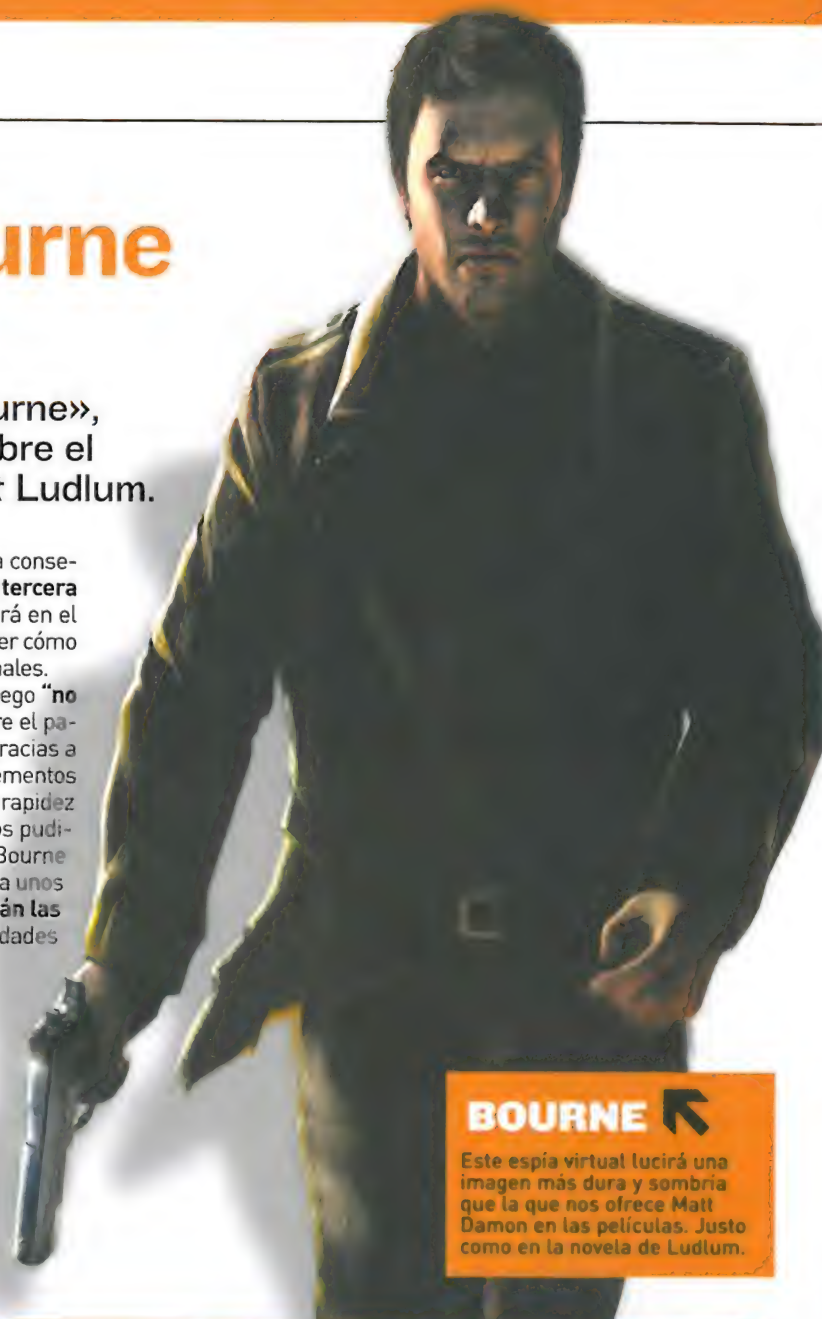 urne
urne»,
bre el
t Ludlum.
a conse-
tercera
rá en el
er cómo
nales.
ego "no
re el pa-
racias a
ementos
rapidez
os pudi-
Bourne
a unos
án las
dades
BOURNE
Este espía virtual lucirá una
imagen más dura y sombría
que la que nos ofrece Matt
Damon en las películas. Justo
como en la novela de Ludlum.